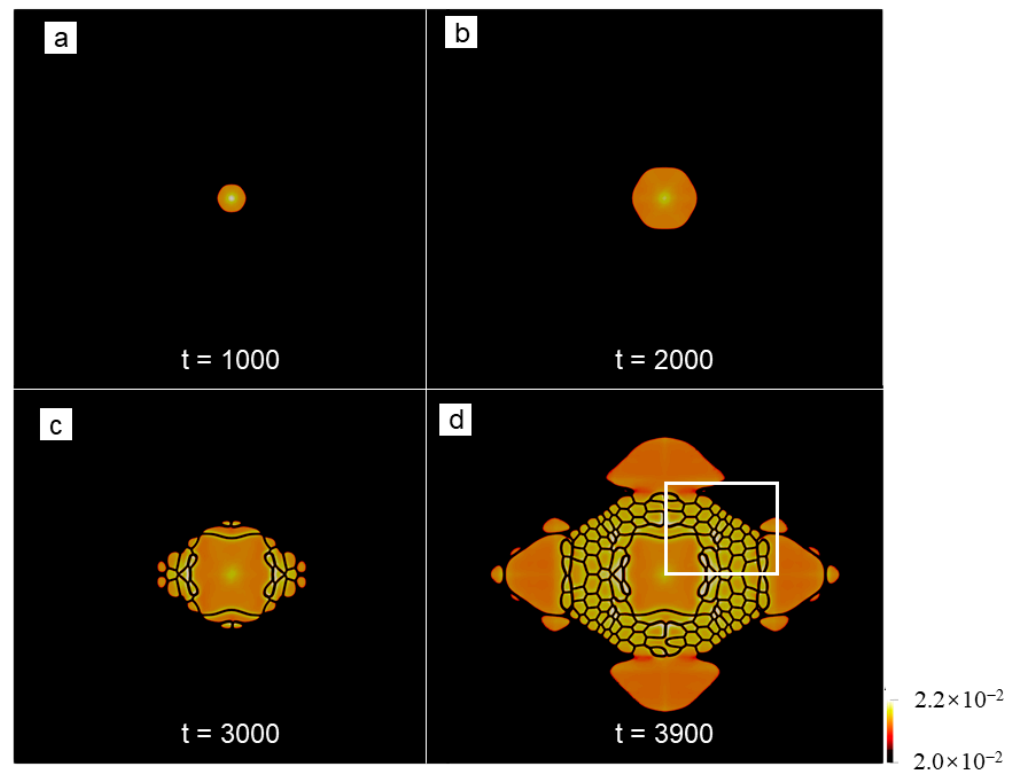 a
b
t = 1000
t = 2000
c
d
t = 3000
t = 3900
2.2×10⁻²
2.0×10⁻²